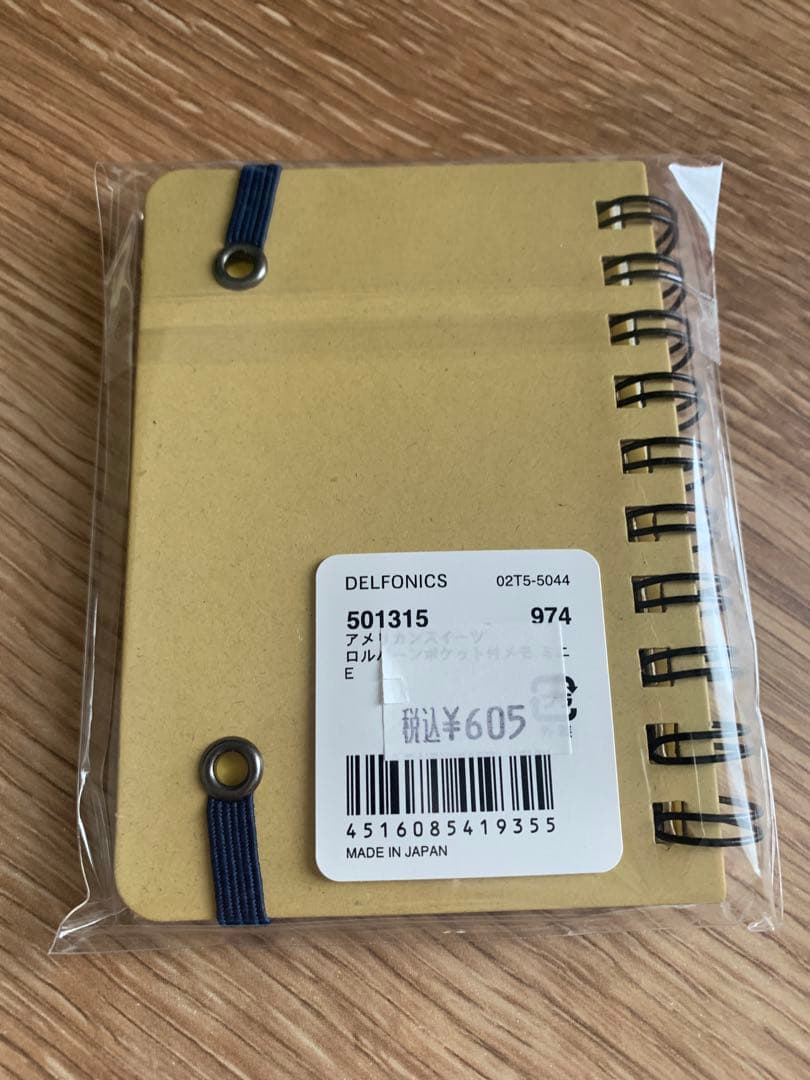 DELFONICS 02T5-5044
501315 974
アメリカンスイーツ
ロルバーンポケット付メモ ミニ
E
税込¥605
4516085419355
MADE IN JAPAN